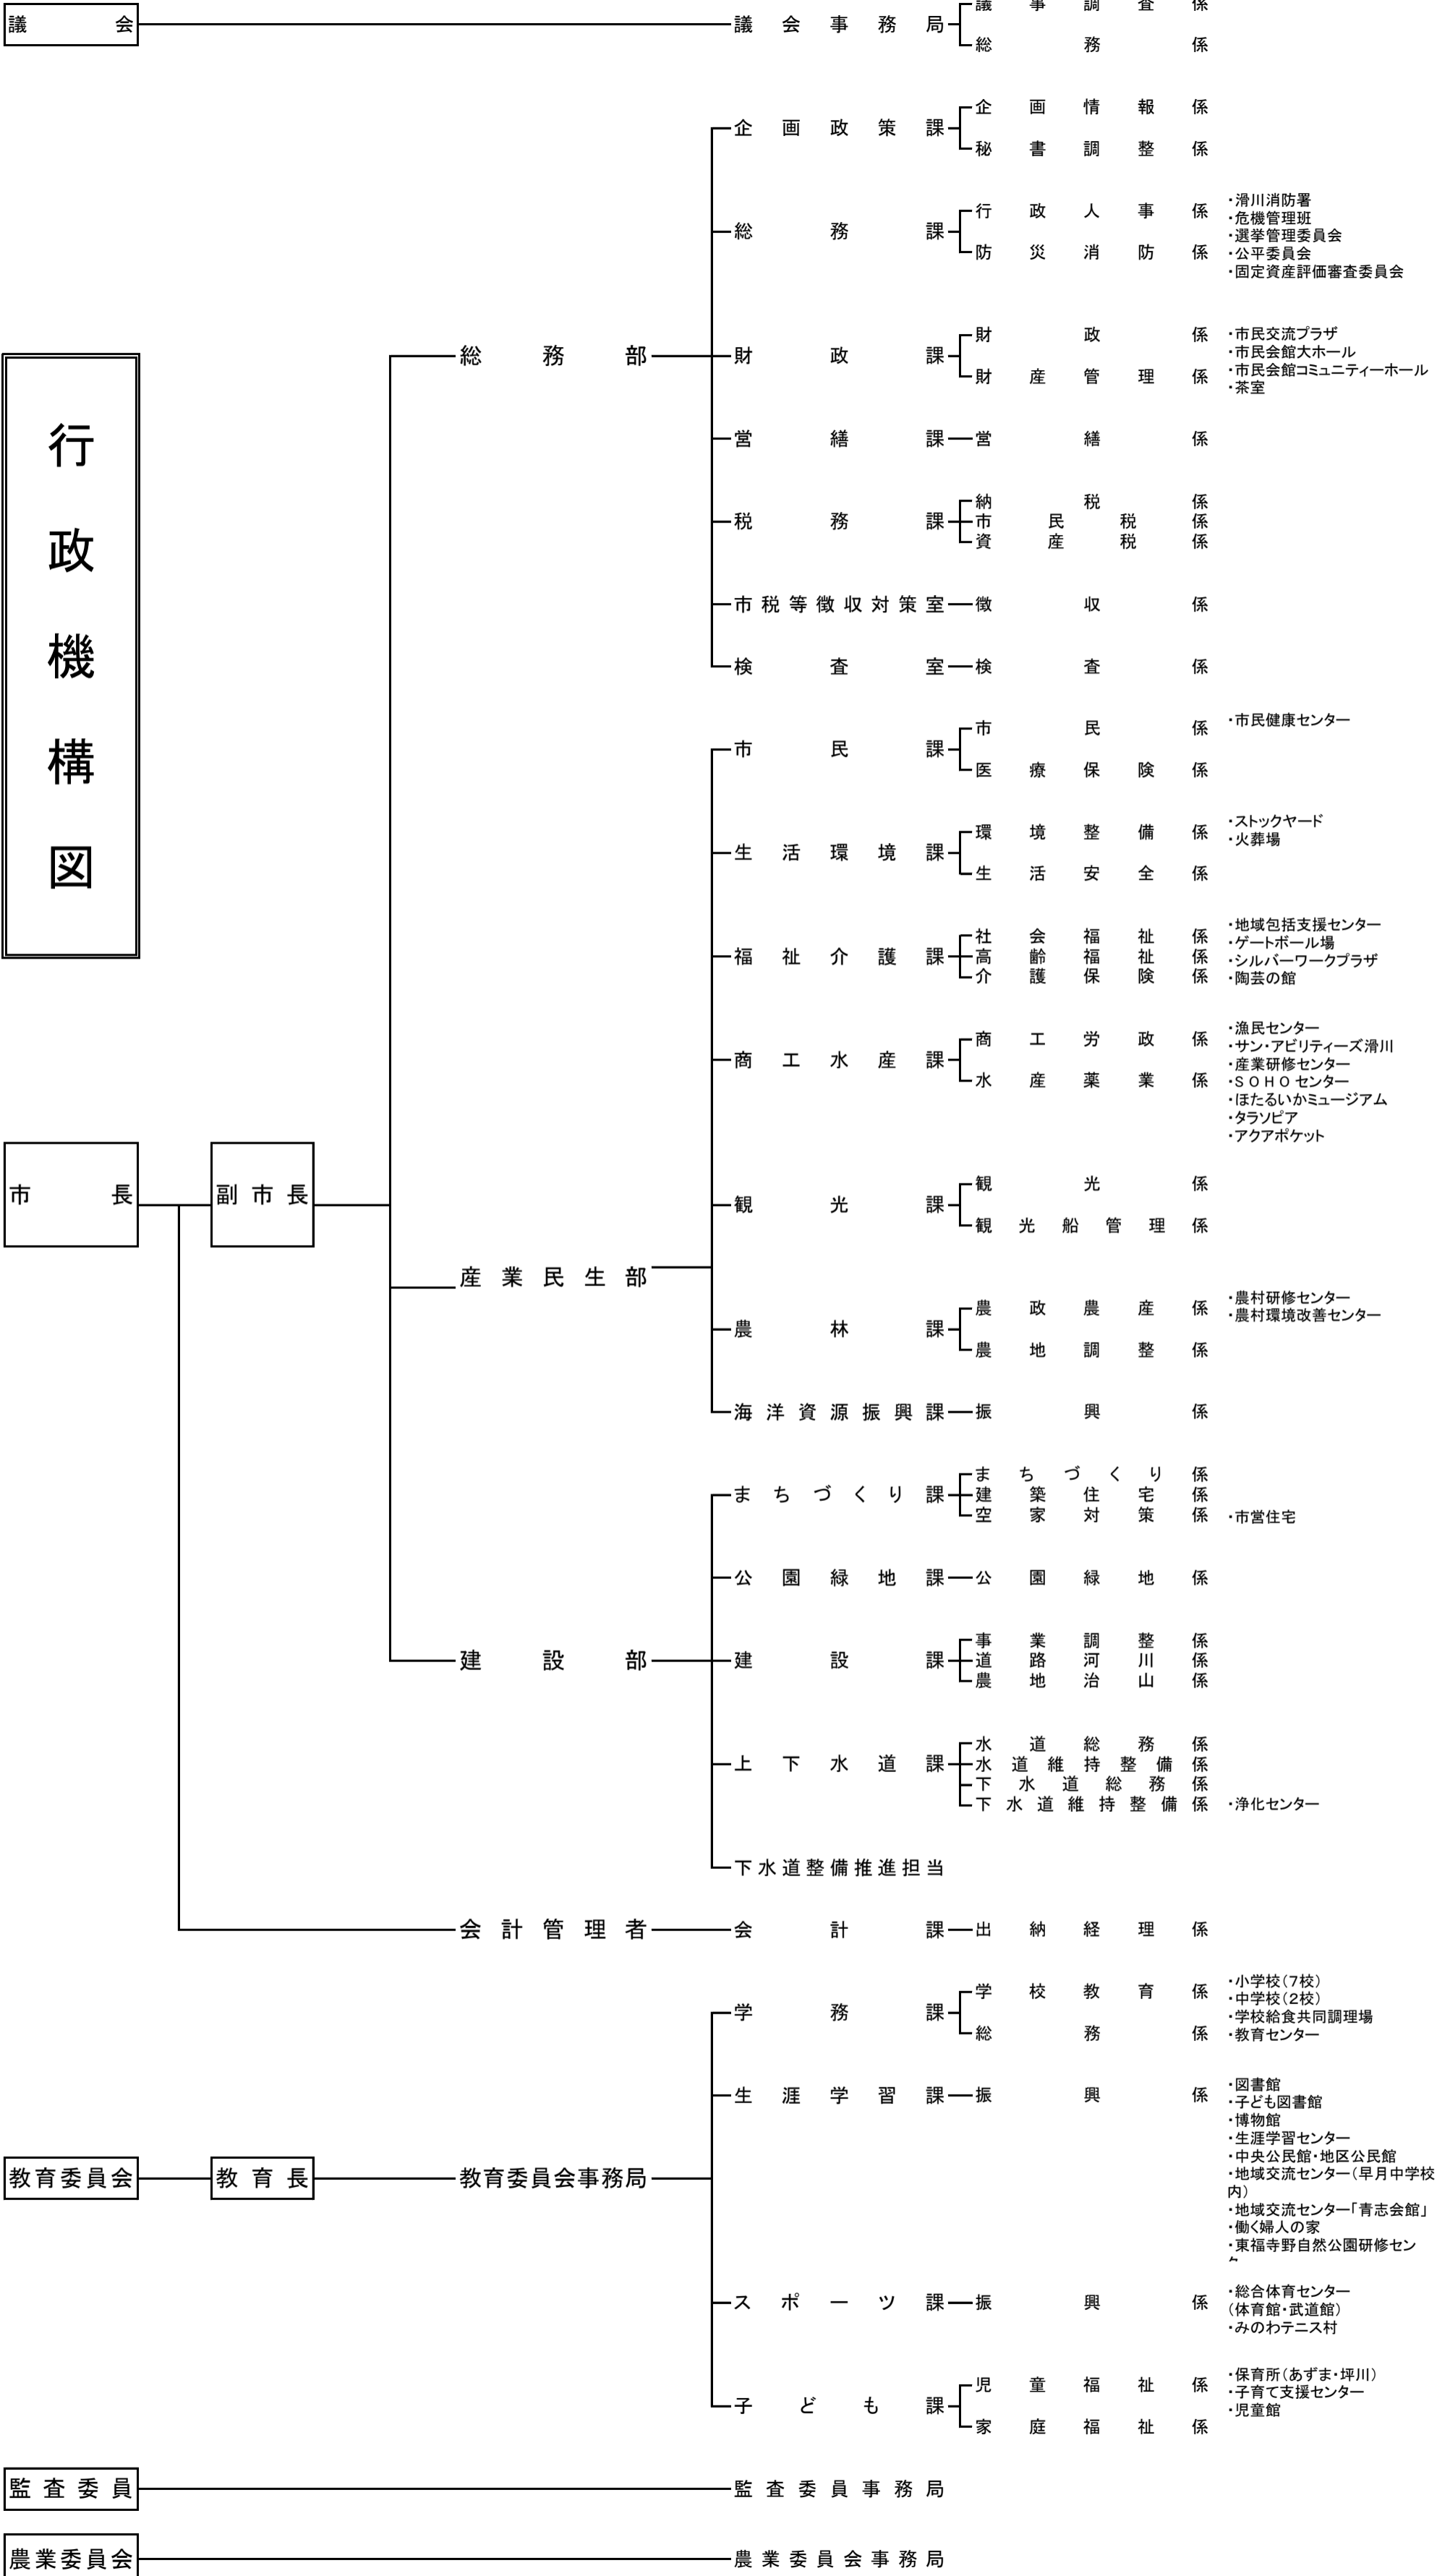 議事調査係
議会
議会事務局
総務係
企画情報係
企画政策課
秘書調整係
・滑川消防署
行政人事係
・危機管理班
総務課
・選挙管理委員会
防災消防係
・公平委員会
・固定資産評価審査委員会
財政係
・市民交流プラザ
総務部
財政課
・市民会館大ホール
・市民会館コミュニティーホール
財産管理係
・茶室
行政機構図
営繕課
営繕係
納税係
税務課
市民税係
資産税係
市税等徴収対策室
徴収係
検査室
検査係
市民係
・市民健康センター
市民課
医療保険係
・ストックヤード
環境整備係
・火葬場
生活環境課
生活安全係
・地域包括支援センター
社会福祉係
・ゲートボール場
福祉介護課
高齢福祉係
・シルバーワークプラザ
介護保険係
・陶芸の館
・漁民センター
商工労政係
・サン・アビリティーズ滑川
商工水産課
・産業研修センター
水産薬業係
・SOHOセンター
・ほたるいかミュージアム
・タラソピア
・アクアポケット
市長
副市長
観光係
観光課
観光船管理係
産業民生部
・農村研修センター
農政農産係
・農村環境改善センター
農林課
農地調整係
海洋資源振興課
振興係
まちづくり係
まちづくり課
建築住宅係
空家対策係
・市営住宅
公園緑地課
公園緑地係
事業調整係
建設部
建設課
道路河川係
農地治山係
水道総務係
上下水道課
水道維持整備係
下水道総務係
下水道維持整備係
・浄化センター
下水道整備推進担当
会計管理者
会計課
出納経理係
・小学校(7校)
学校教育係
・中学校(2校)
学務課
・学校給食共同調理場
総務係
・教育センター
・図書館
生涯学習課
振興係
・子ども図書館
・博物館
・生涯学習センター
・中央公民館・地区公民館
教育委員会
教育長
教育委員会事務局
・地域交流センター(早月中学校
内)
・地域交流センター「青志会館」
・働く婦人の家
・東福寺野自然公園研修セン
・総合体育センター
スポーツ課
振興係
(体育館・武道館)
・みのわテニス村
・保育所(あずま・坪川)
児童福祉係
・子育て支援センター
子ども課
・児童館
家庭福祉係
監査委員
監査委員事務局
農業委員会
農業委員会事務局